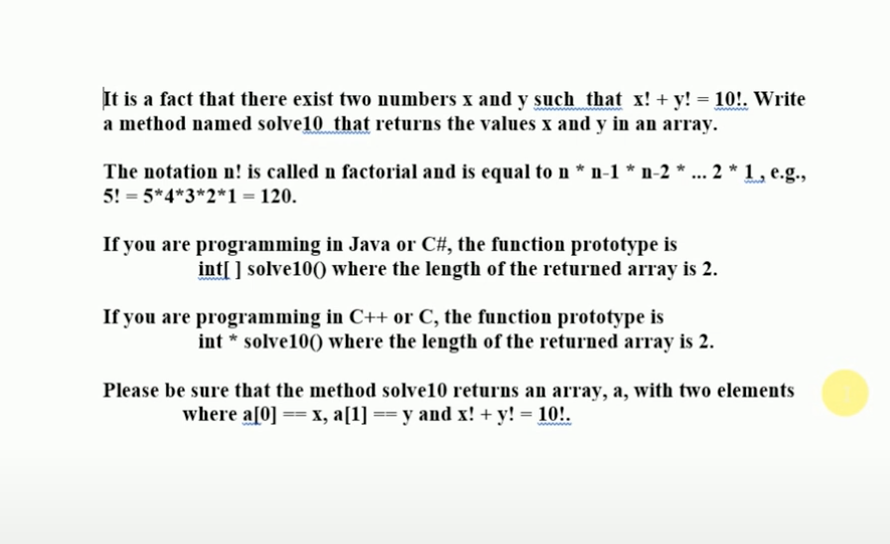 It is a fact that there exist two numbers x and y such that x! + y! = 10!. Write
a method named solve10 that returns the values x and y in an array.
The notation n! is called n factorial and is equal to n * n-1 * n-2 * ... 2 * 1 , e.g.,
5! = 5*4*3*2*1 = 120.
If you are programming in Java or C#, the function prototype is
int[ ] solve10() where the length of the returned array is 2.
If you are programming in C++ or C, the function prototype is
int * solve10() where the length of the returned array is 2.
Please be sure that the method solve10 returns an array, a, with two elements
where a[0] == x, a[1] == y and x! + y! = 10!.